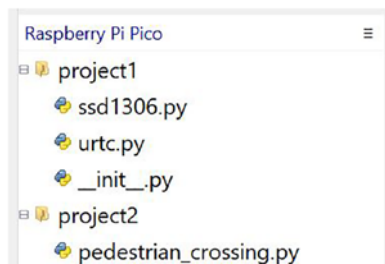 Raspberry Pi Pico
project1
ssd1306.py
urtc.py
__init__.py
project2
pedestrian_crossing.py